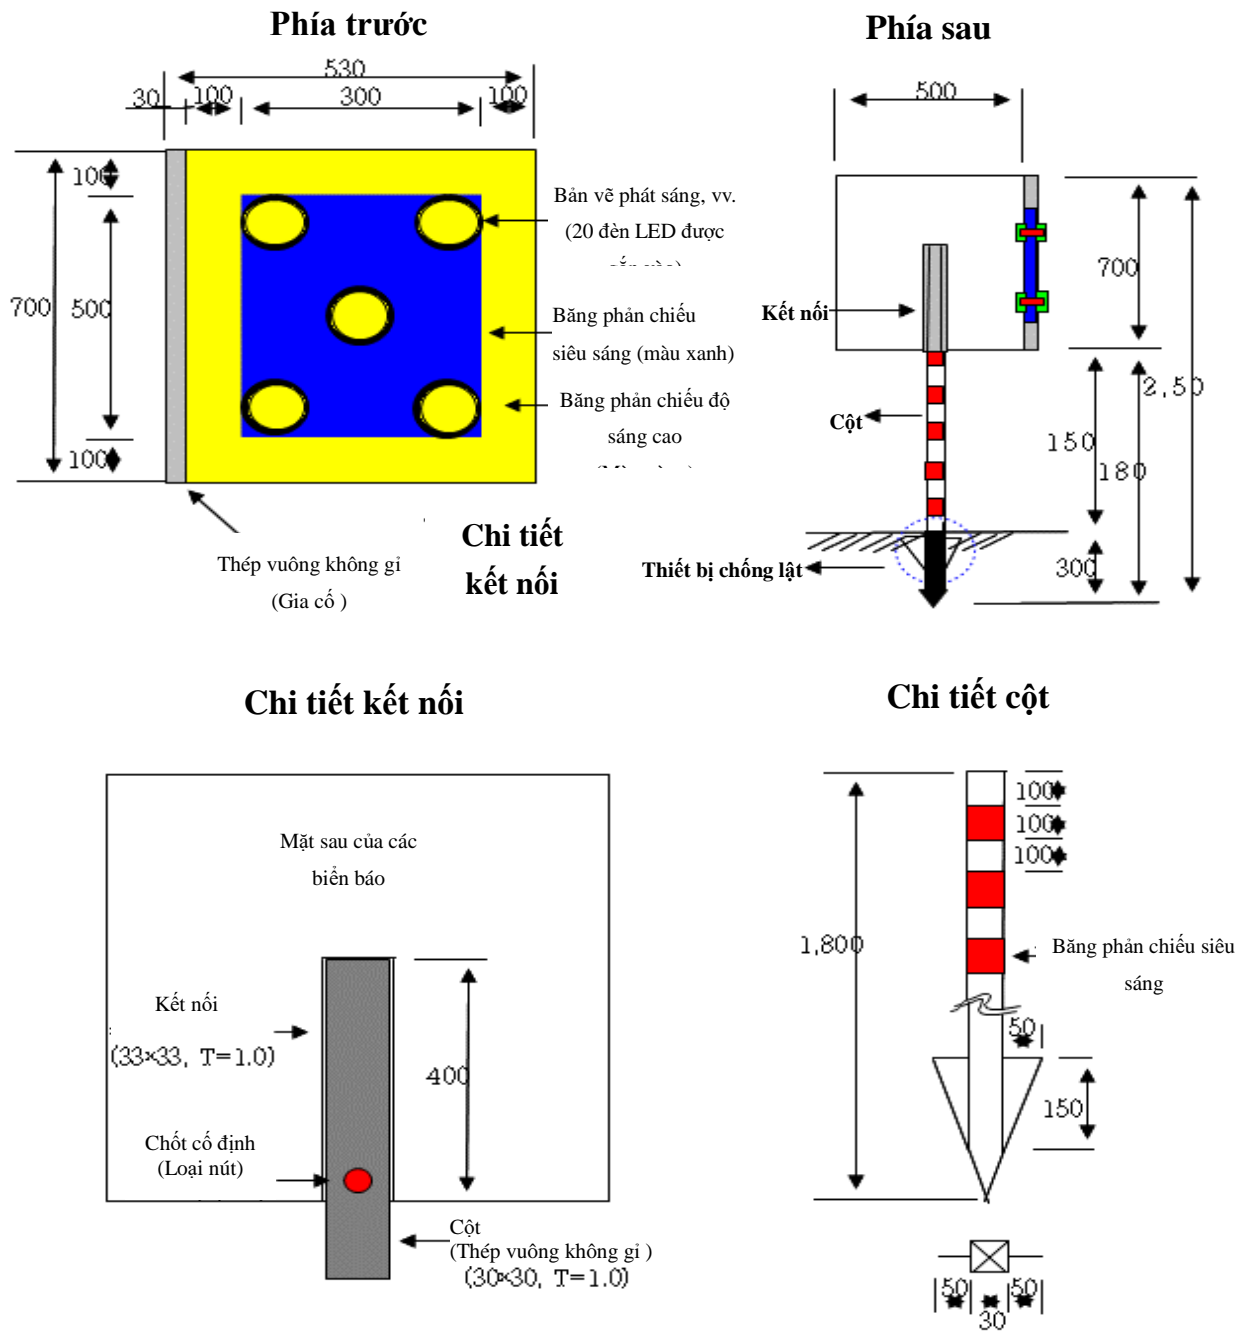 Phía trước
530
30 100 300 100
100
700 500
100
Bản vẽ phát sáng, vv.
(20 đèn LED được
Băng phản chiếu
siêu sáng (màu xanh)
Băng phản chiếu độ
sáng cao
Thép vuông không gỉ
(Gia cố )
Chi tiết
kết nối
Phía sau
500
700
Kết nối
2,50
Cột
150
180
Thiết bị chống lật
300
Chi tiết kết nối
Mặt sau của các
biển báo
Kết nối
(33×33, T=1.0)
400
Chốt cố định
(Loại nút)
Cột
(Thép vuông không gỉ )
(30×30, T=1.0)
Chi tiết cột
100
100
100
1,800
Băng phản chiếu siêu
sáng
50
150
50 50
30